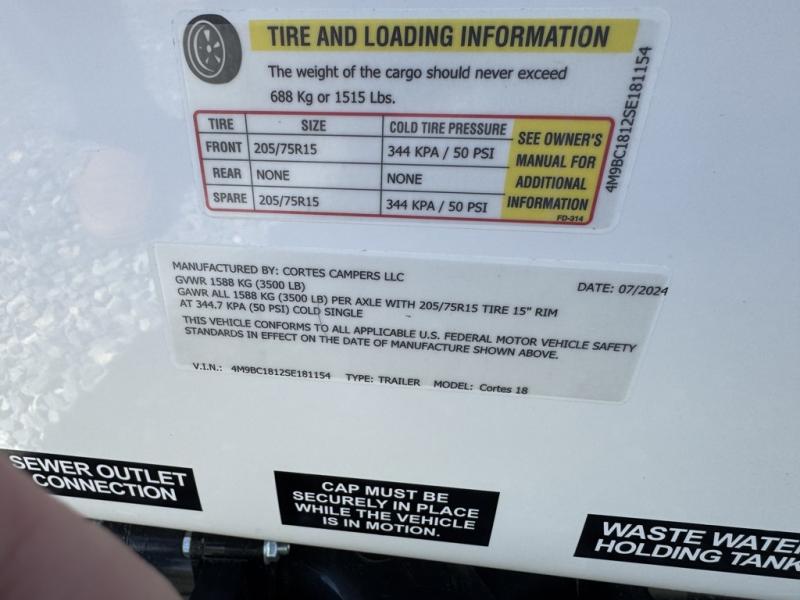 TIRE AND LOADING INFORMATION
The weight of the cargo should never exceed
688 Kg or 1515 Lbs.
TIRE SIZE COLD TIRE PRESSURE
FRONT 205/75R15 344 KPA / 50 PSI
REAR NONE NONE
SPARE 205/75R15 344 KPA / 50 PSI
SEE OWNER'S
MANUAL FOR
ADDITIONAL
INFORMATION
FD-314
4M9BC1812SE181154
MANUFACTURED BY: CORTES CAMPERS LLC DATE: 07/2024
GVWR 1588 KG (3500 LB)
GAWR ALL 1588 KG (3500 LB) PER AXLE WITH 205/75R15 TIRE 15" RIM
AT 344.7 KPA (50 PSI) COLD SINGLE
THIS VEHICLE CONFORMS TO ALL APPLICABLE U.S. FEDERAL MOTOR VEHICLE SAFETY
STANDARDS IN EFFECT ON THE DATE OF MANUFACTURE SHOWN ABOVE.
V.I.N.: 4M9BC1812SE181154 TYPE: TRAILER MODEL: Cortes 18
SEWER OUTLET
CONNECTION
CAP MUST BE
SECURELY IN PLACE
WHILE THE VEHICLE
IS IN MOTION.
WASTE WATE
HOLDING TANK